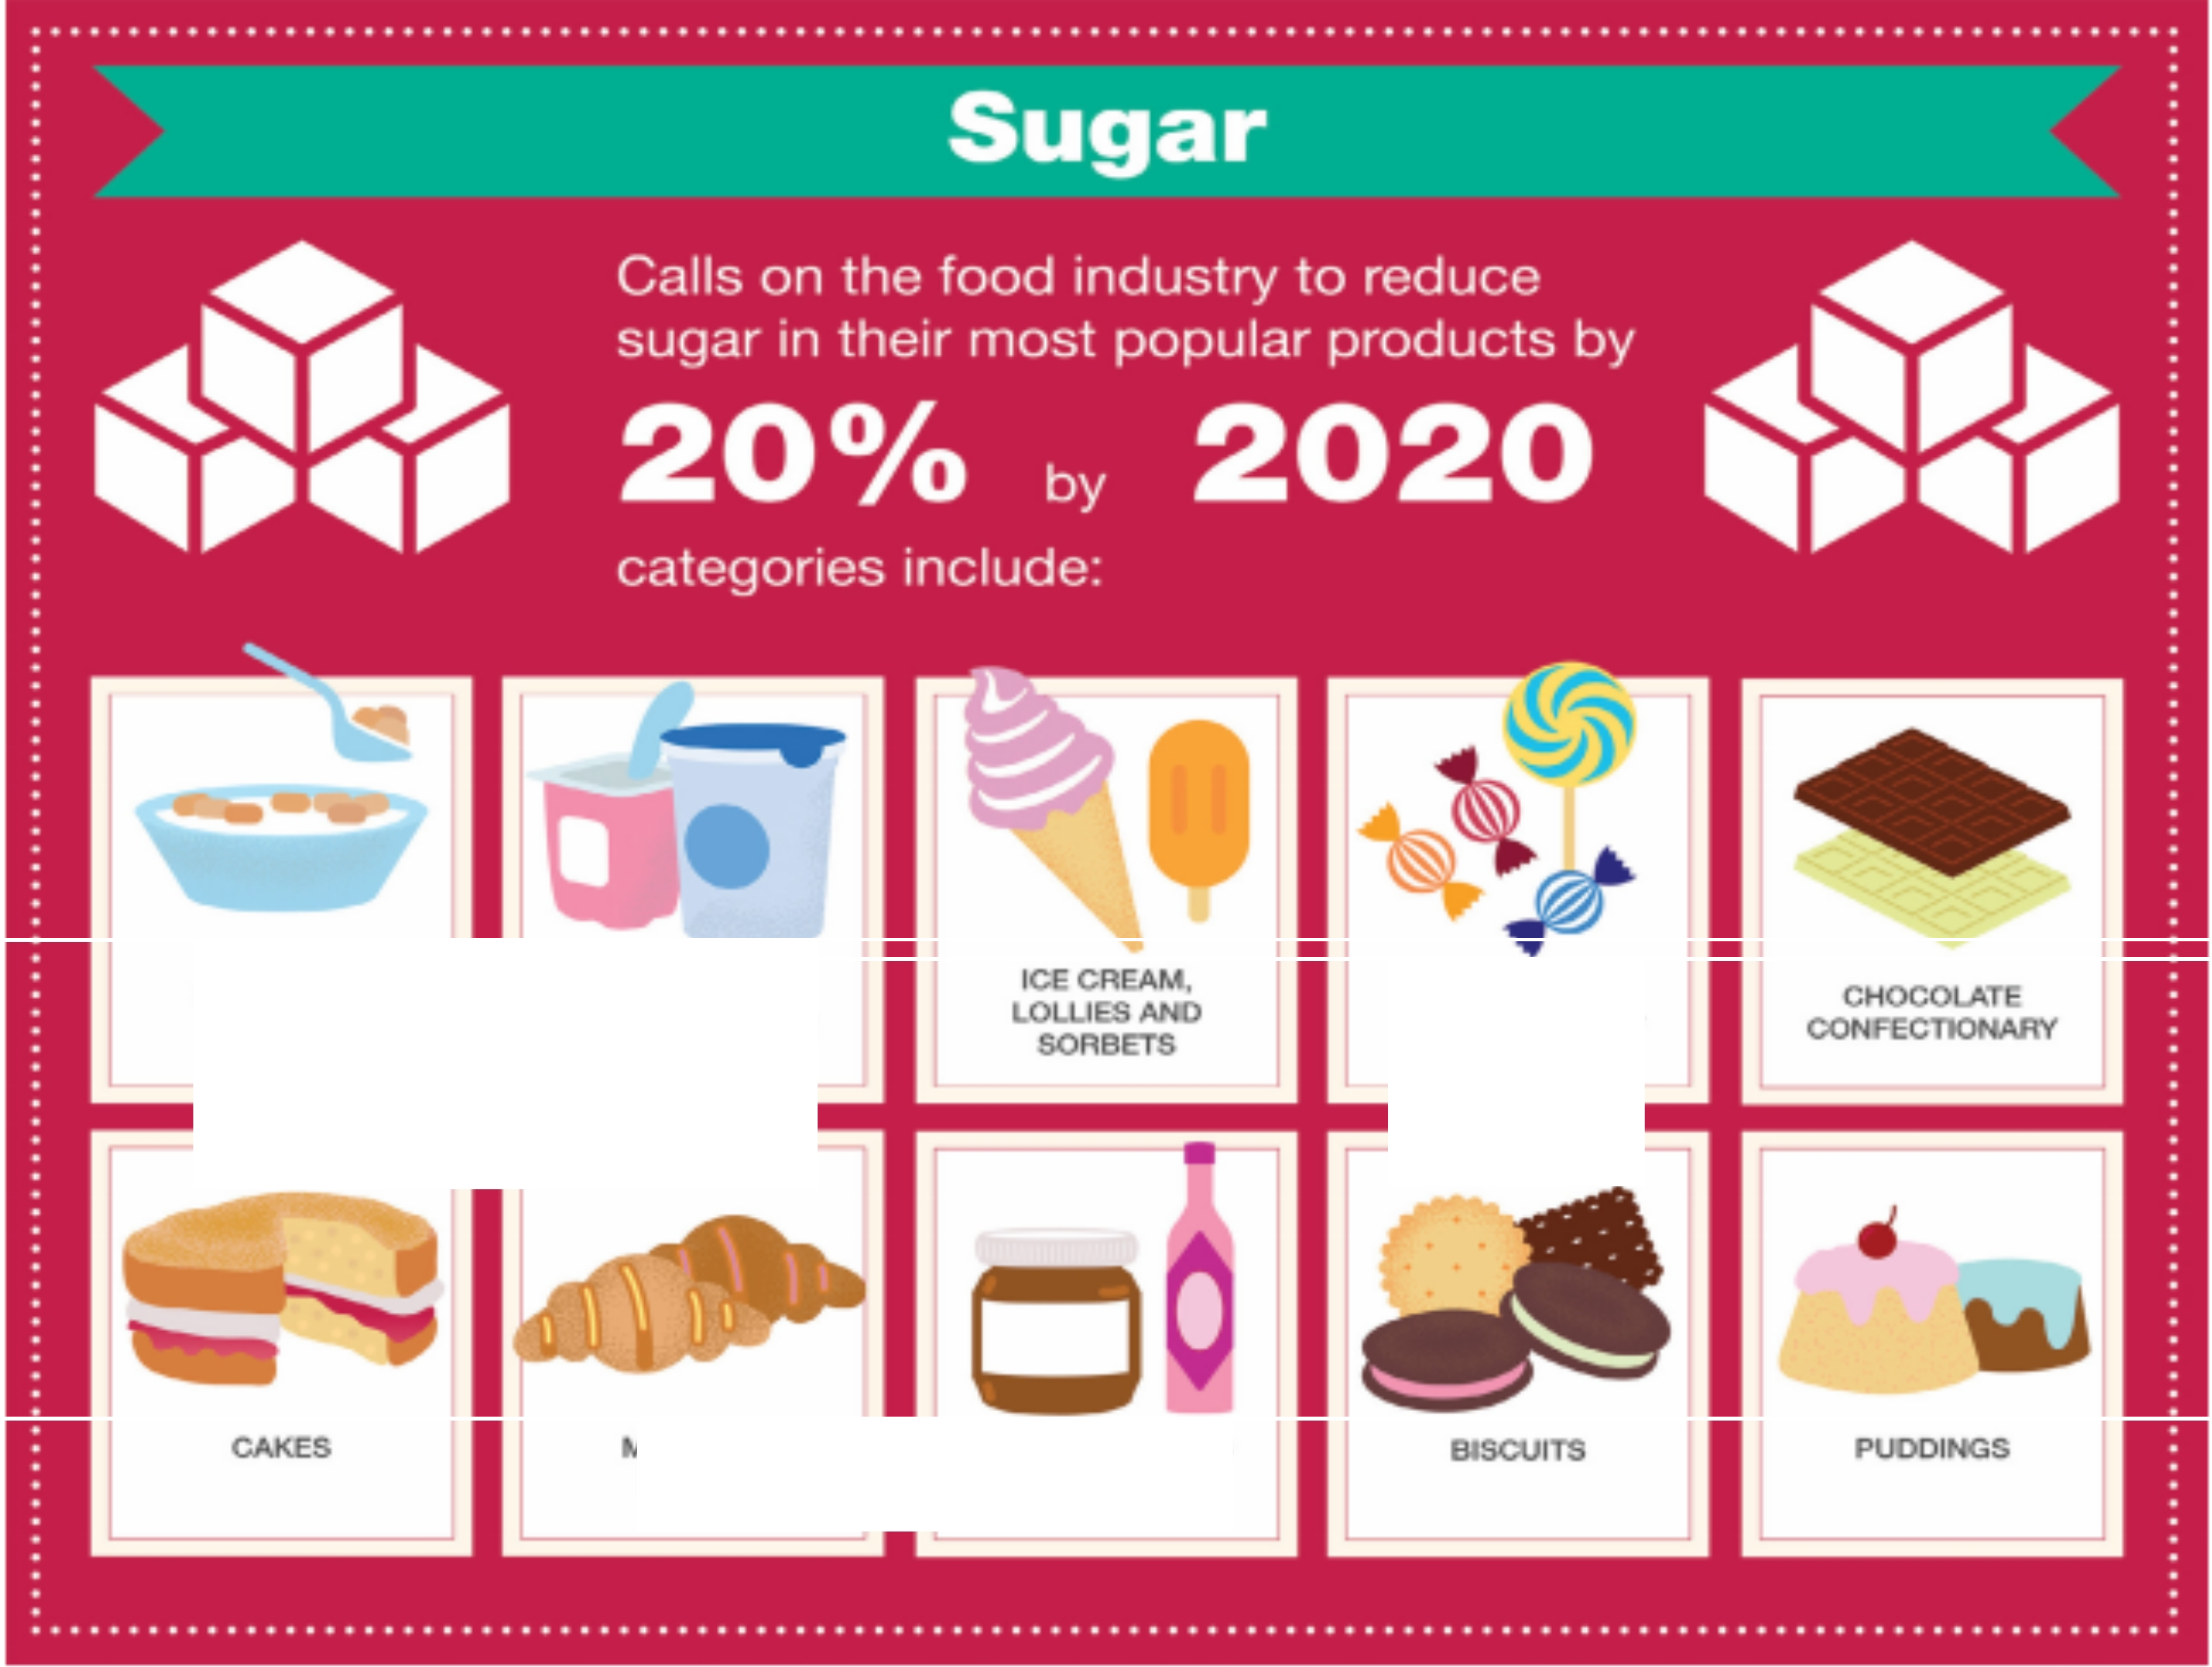 Sugar
Calls on the food industry to reduce
sugar in their most popular products by
20% by 2020
categories include:
ICE CREAM,
LOLLIES AND
SORBETS
CHOCOLATE
CONFECTIONARY
CAKES
BISCUITS
PUDDINGS